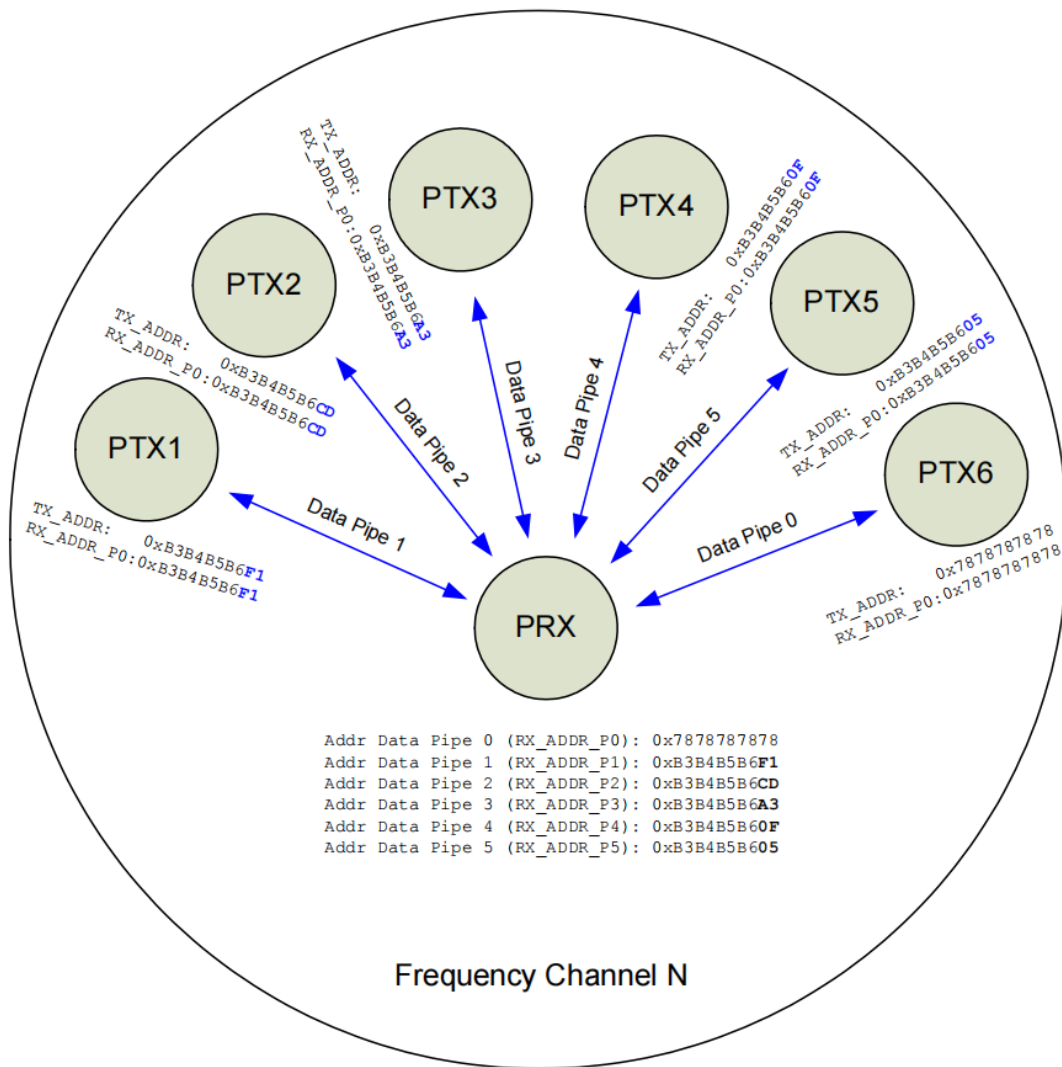 PTX3
PTX4
PTX2
PTX5
PTX1
PTX6
TX_ADDR: 0xB3B4B5B6A3
RX_ADDR_P0:0xB3B4B5B6A3
TX_ADDR: 0xB3B4B5B60F
RX_ADDR_P0:0xB3B4B5B60F
TX_ADDR: 0xB3B4B5B6CD
RX_ADDR_P0:0xB3B4B5B6CD
TX_ADDR: 0xB3B4B5B605
RX_ADDR_P0:0xB3B4B5B605
TX_ADDR: 0xB3B4B5B6F1
RX_ADDR_P0:0xB3B4B5B6F1
TX_ADDR: 0x7878787878
RX_ADDR_P0:0x7878787878
Data Pipe 1
Data Pipe 2
Data Pipe 3
Data Pipe 4
Data Pipe 5
Data Pipe 0
PRX
Addr Data Pipe 0 (RX_ADDR_P0): 0x7878787878
Addr Data Pipe 1 (RX_ADDR_P1): 0xB3B4B5B6F1
Addr Data Pipe 2 (RX_ADDR_P2): 0xB3B4B5B6CD
Addr Data Pipe 3 (RX_ADDR_P3): 0xB3B4B5B6A3
Addr Data Pipe 4 (RX_ADDR_P4): 0xB3B4B5B60F
Addr Data Pipe 5 (RX_ADDR_P5): 0xB3B4B5B605
Frequency Channel N